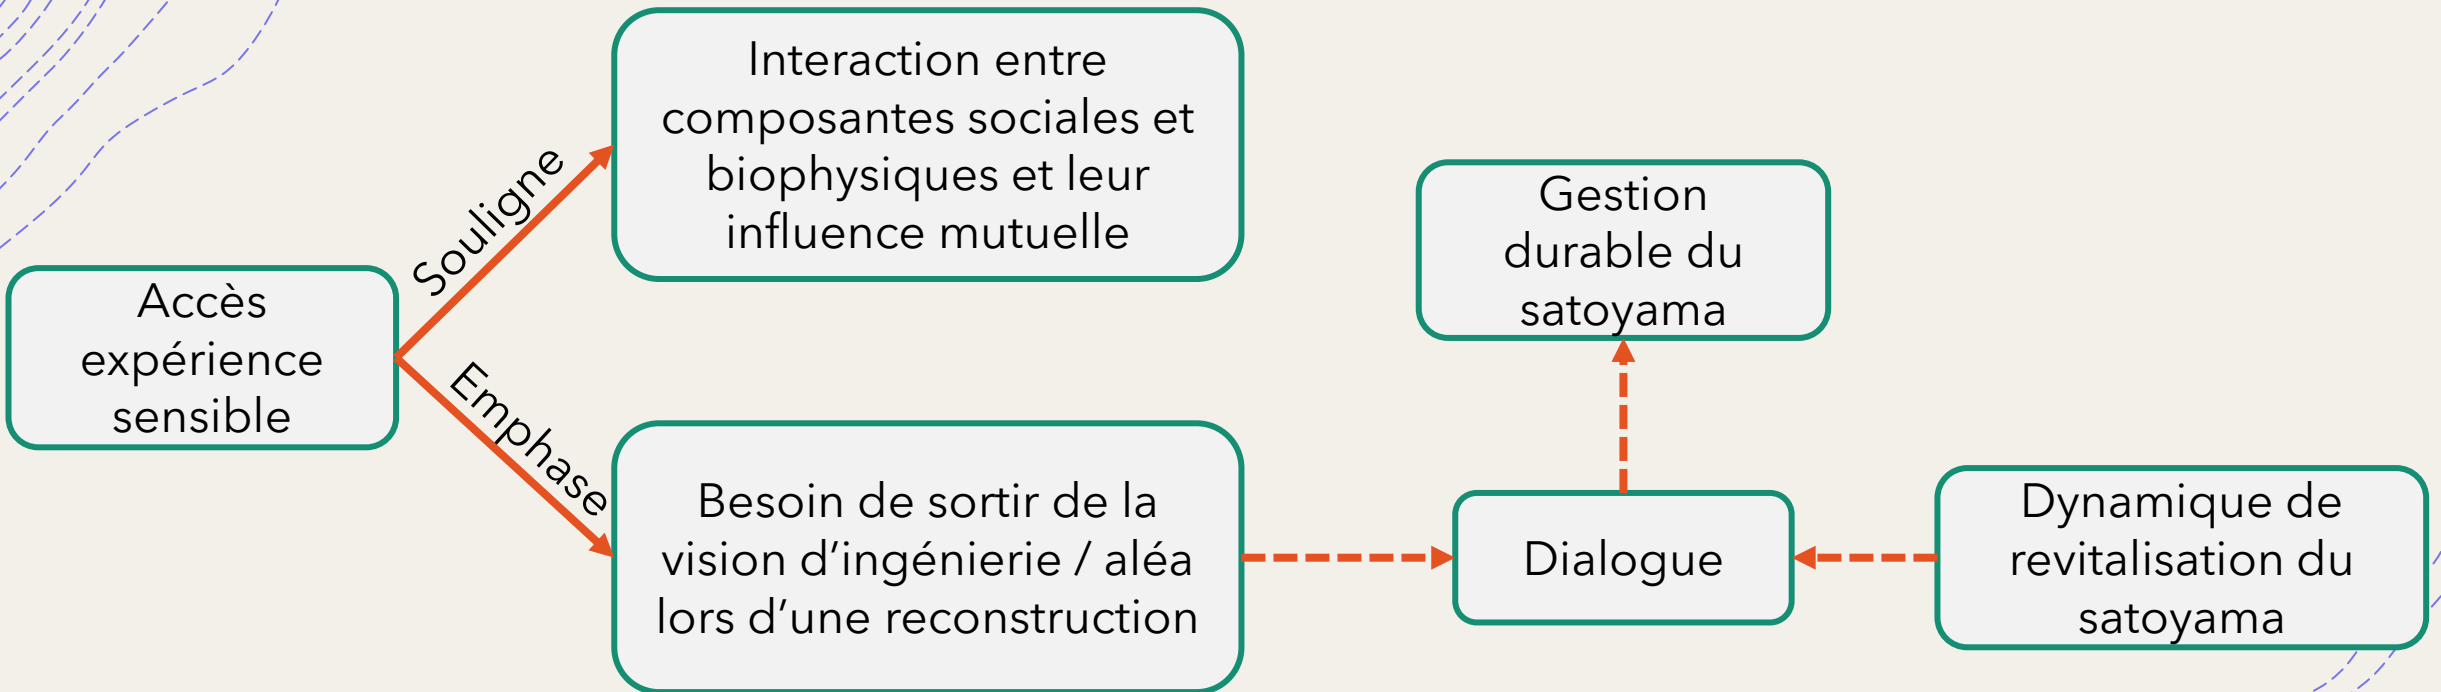 Accès
expérience
sensible
Souligne
Interaction entre
composantes sociales et
biophysiques et leur
influence mutuelle
Emphase
Besoin de sortir de la
vision d’ingénierie / aléa
lors d’une reconstruction
Gestion
durable du
satoyama
Dialogue
Dynamique de
revitalisation du
satoyama